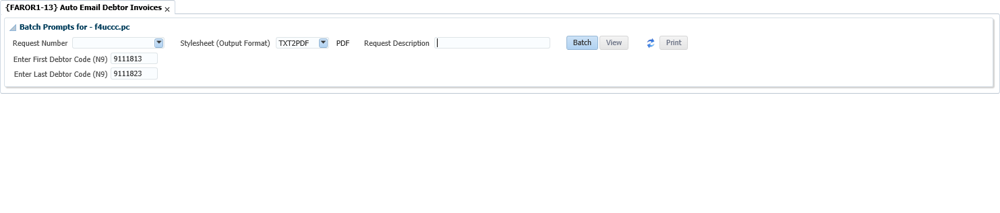 {FAROR1-13} Auto Email Debtor Invoices ×
Batch Prompts for - f4uccc.pc
Request Number Stylesheet (Output Format) TXT2PDF PDF Request Description Batch View Print
Enter First Debtor Code (N9) 9111813
Enter Last Debtor Code (N9) 9111823